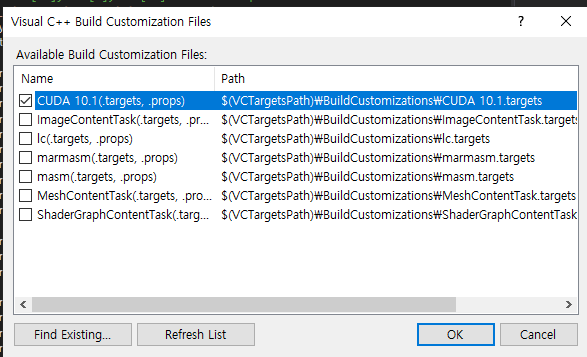 Visual C++ Build Customization Files
Available Build Customization Files:
Name Path
CUDA 10.1(.targets, .props) $(VCTargetsPath)₩BuildCustomizations₩CUDA 10.1.targets
ImageContentTask(.targets, .pr... $(VCTargetsPath)₩BuildCustomizations₩ImageContentTask.targets
lc(.targets, .props) $(VCTargetsPath)₩BuildCustomizations₩lc.targets
marmasm(.targets, .props) $(VCTargetsPath)₩BuildCustomizations₩marmasm.targets
masm(.targets, .props) $(VCTargetsPath)₩BuildCustomizations₩masm.targets
MeshContentTask(.targets, .pro... $(VCTargetsPath)₩BuildCustomizations₩MeshContentTask.targets
ShaderGraphContentTask(.targ... $(VCTargetsPath)₩BuildCustomizations₩ShaderGraphContentTask
Find Existing... Refresh List OK Cancel